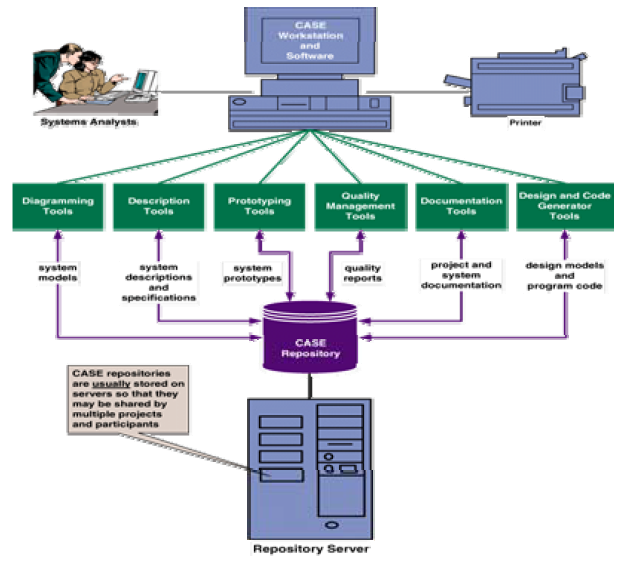 CASE
Workstation
and
Software
Systems Analysts
Printer
Diagramming
Tools
Description
Tools
Prototyping
Tools
Quality
Management
Tools
Documentation
Tools
Design and Code
Generator
Tools
system
models
system
descriptions
and
specifications
system
prototypes
quality
reports
project and
system
documentation
design models
and
program code
CASE
Repository
CASE repositories
are usually stored on
servers so that they
may be shared by
multiple projects
and participants
Repository Server